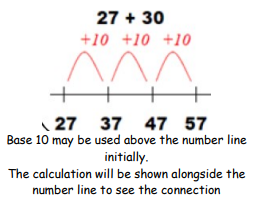 27 + 30
+10 +10 +10
27 37 47 57
Base 10 may be used above the number line
initially.
The calculation will be shown alongside the
number line to see the connection